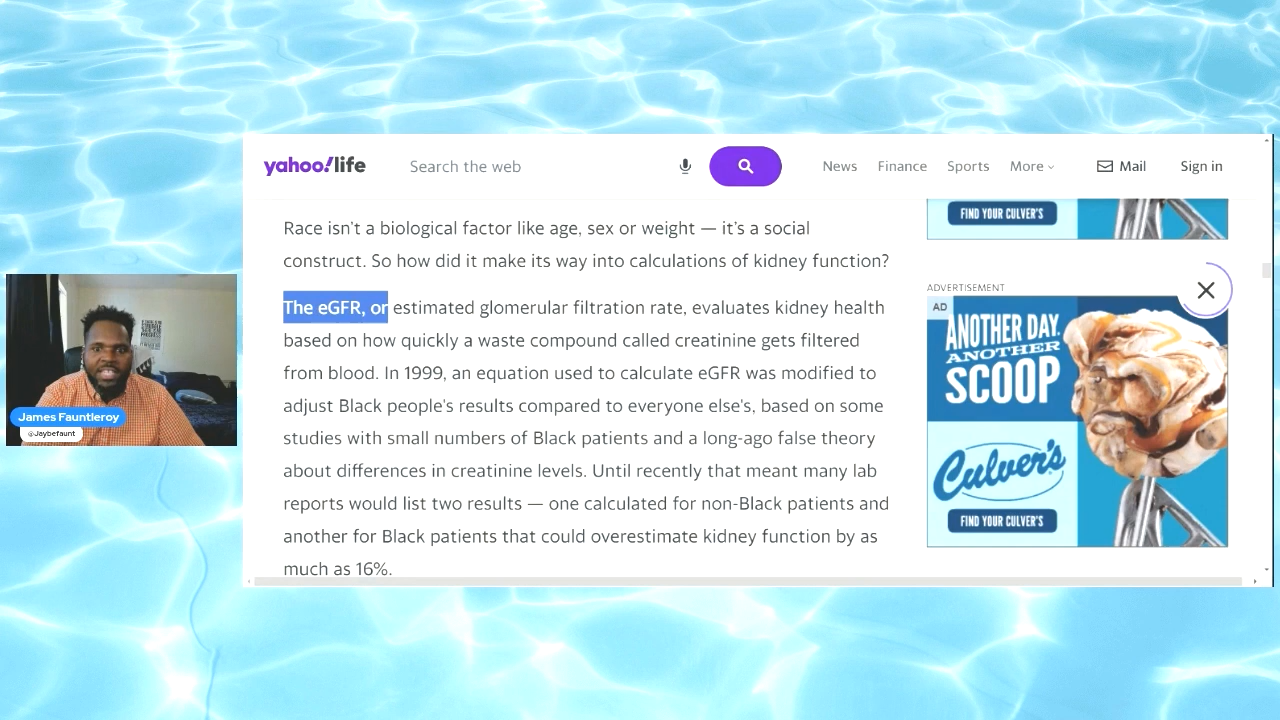 yahoo!life
Search the web
News Finance Sports More Mail Sign in
Race isn't a biological factor like age, sex or weight — it's a social
construct. So how did it make its way into calculations of kidney function?
The eGFR, or estimated glomerular filtration rate, evaluates kidney health
based on how quickly a waste compound called creatinine gets filtered
from blood. In 1999, an equation used to calculate eGFR was modified to
adjust Black people's results compared to everyone else's, based on some
studies with small numbers of Black patients and a long-ago false theory
about differences in creatinine levels. Until recently that meant many lab
reports would list two results — one calculated for non-Black patients and
another for Black patients that could overestimate kidney function by as
much as 16%.
FIND YOUR CULVER'S
ADVERTISEMENT
AD
ANOTHER DAY.
ANOTHER
SCOOP
Culver's
FIND YOUR CULVER'S
James Fauntleroy
@Jaybefaunt